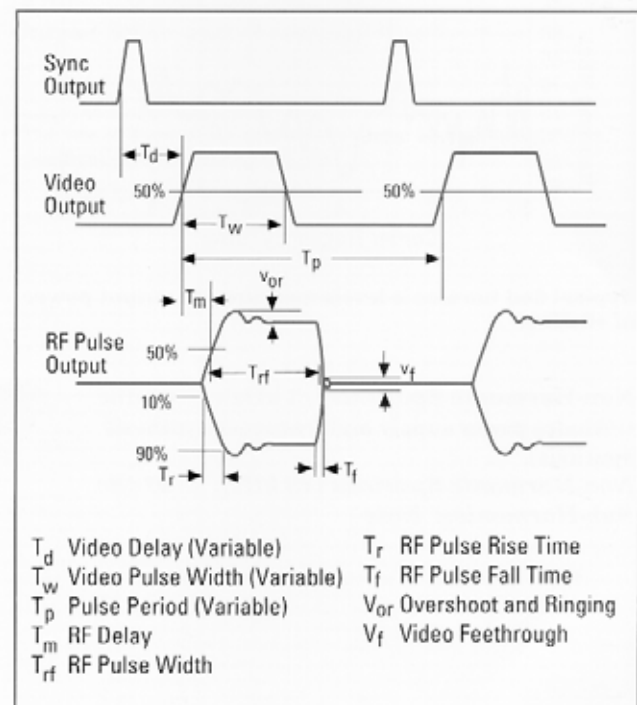 Sync
Output
Td
Video
Output
50%
50%
Tw
Tp
Vor
Tm
RF Pulse
Output
50%
Trf
Vf
10%
90%
Tr
Tf
Td Video Delay (Variable)
Tw Video Pulse Width (Variable)
Tp Pulse Period (Variable)
Tm RF Delay
Trf RF Pulse Width
Tr RF Pulse Rise Time
Tf RF Pulse Fall Time
Vor Overshoot and Ringing
Vf Video Feethrough